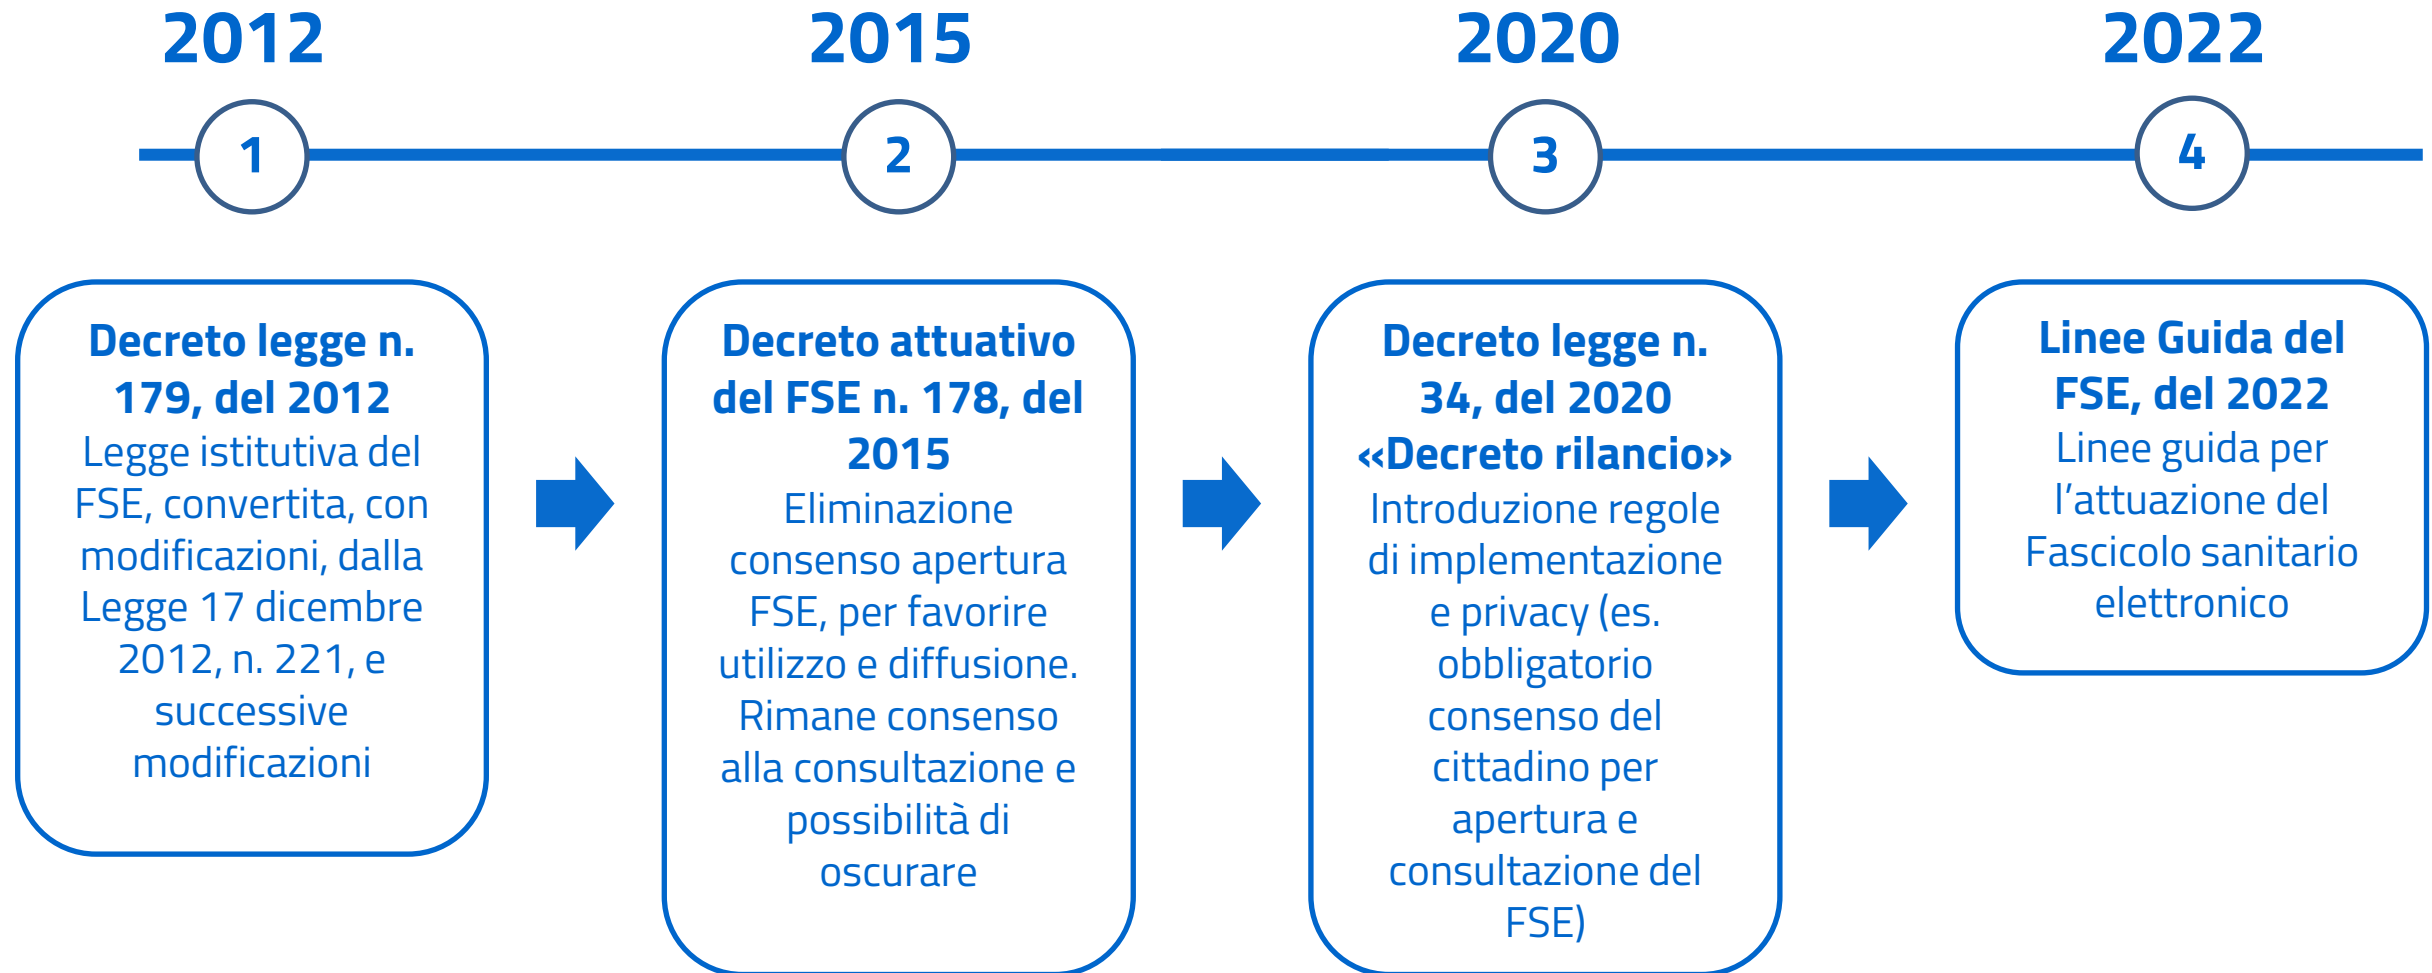 2012
2015
2020
2022
1
2
3
4
Decreto legge n.
179, del 2012
Legge istitutiva del
FSE, convertita, con
modificazioni, dalla
Legge 17 dicembre
2012, n. 221, e
successive
modificazioni
Decreto attuativo
del FSE n. 178, del
2015
Eliminazione
consenso apertura
FSE, per favorire
utilizzo e diffusione.
Rimane consenso
alla consultazione e
possibilità di
oscurare
Decreto legge n.
34, del 2020
«Decreto rilancio»
Introduzione regole
di implementazione
e privacy (es.
obbligatorio
consenso del
cittadino per
apertura e
consultazione del
FSE)
Linee Guida del
FSE, del 2022
Linee guida per
l’attuazione del
Fascicolo sanitario
elettronico